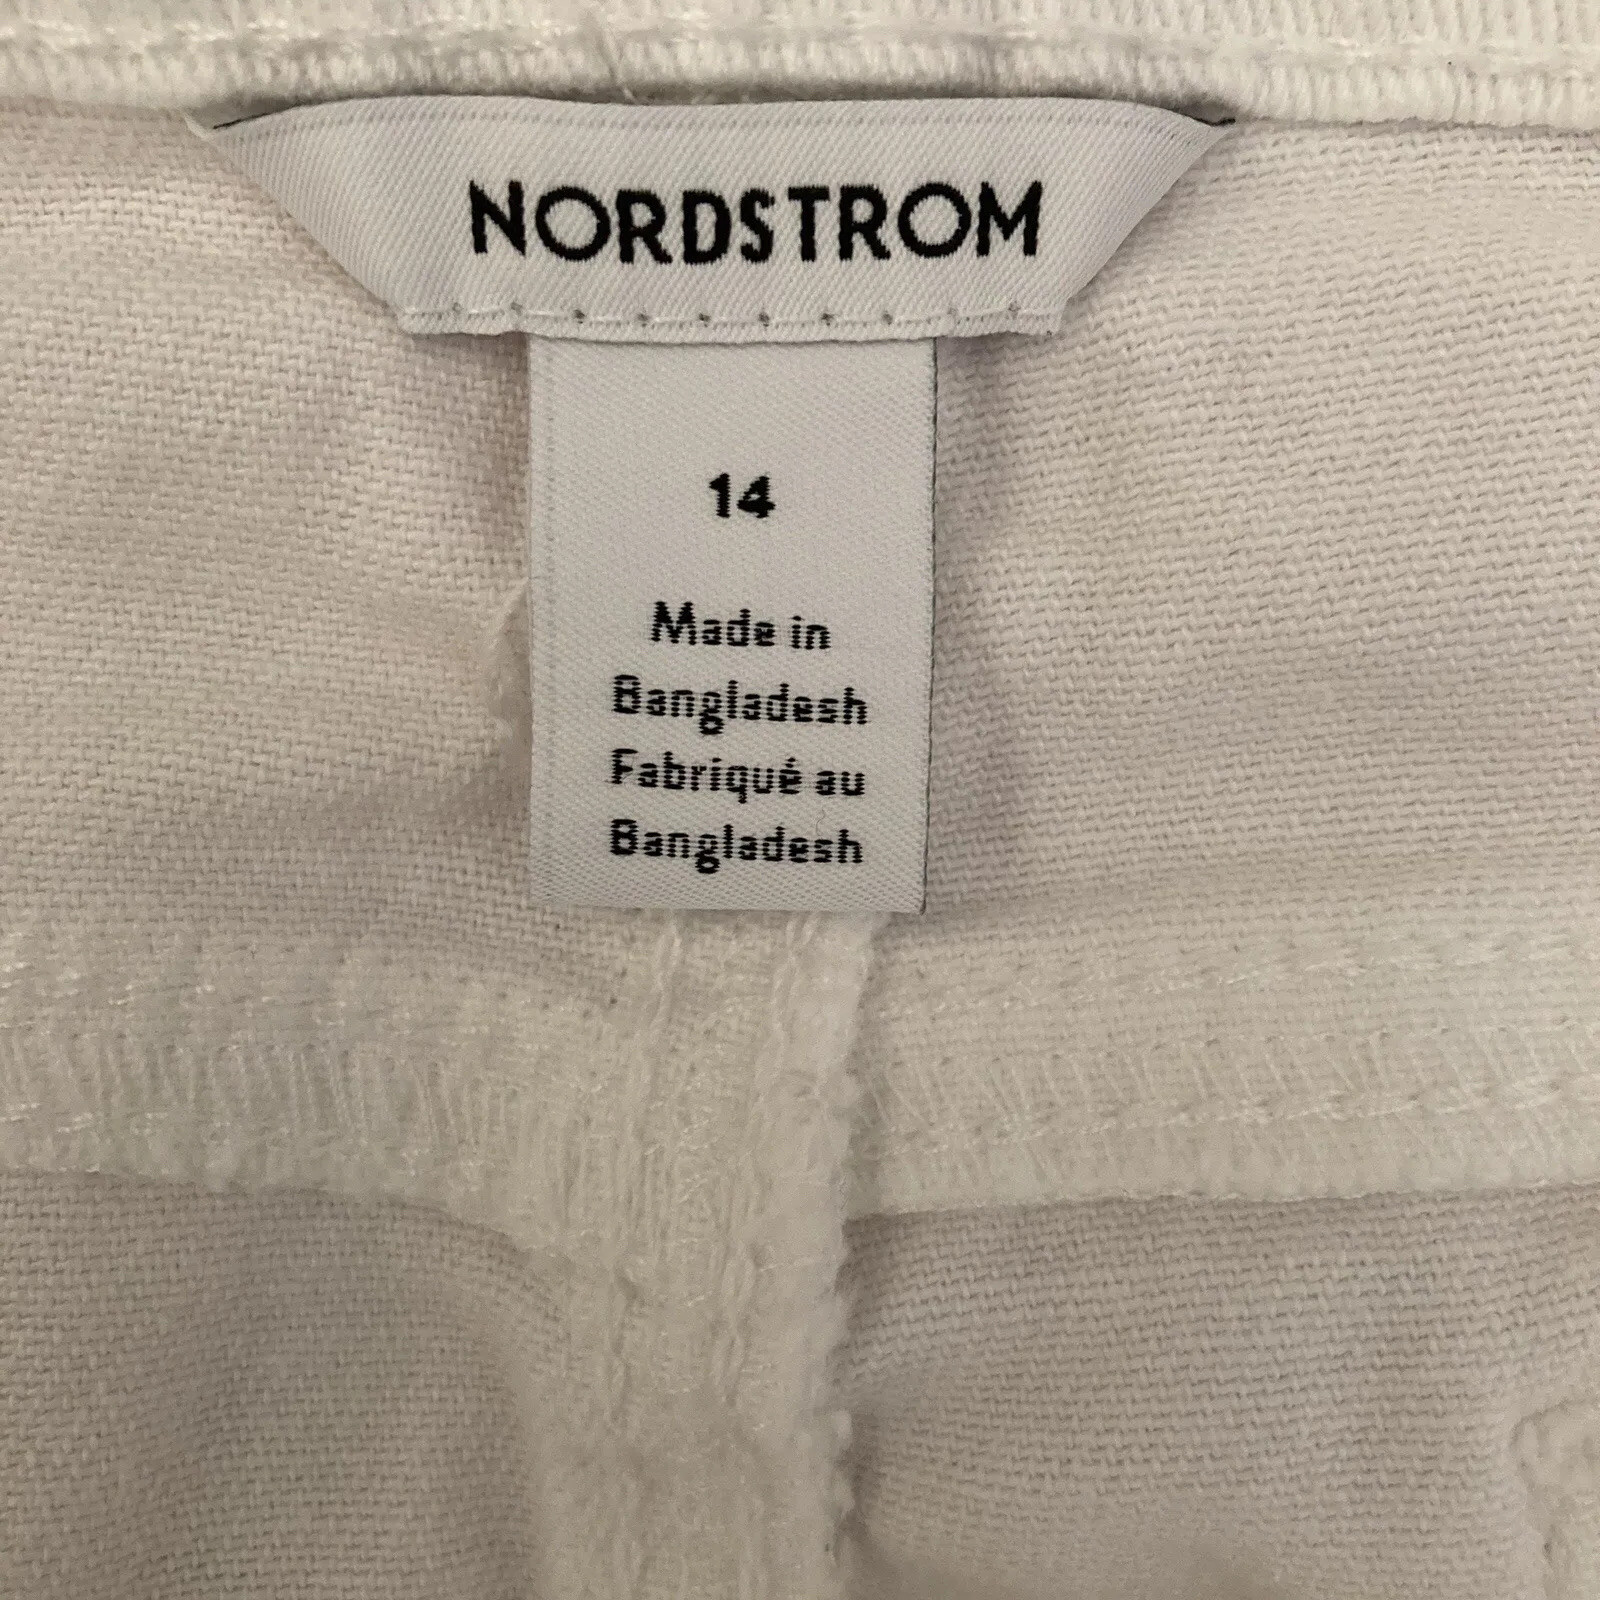 NORDSTROM
14
Made in
Bangladesh
Fabriqué au
Bangladesh